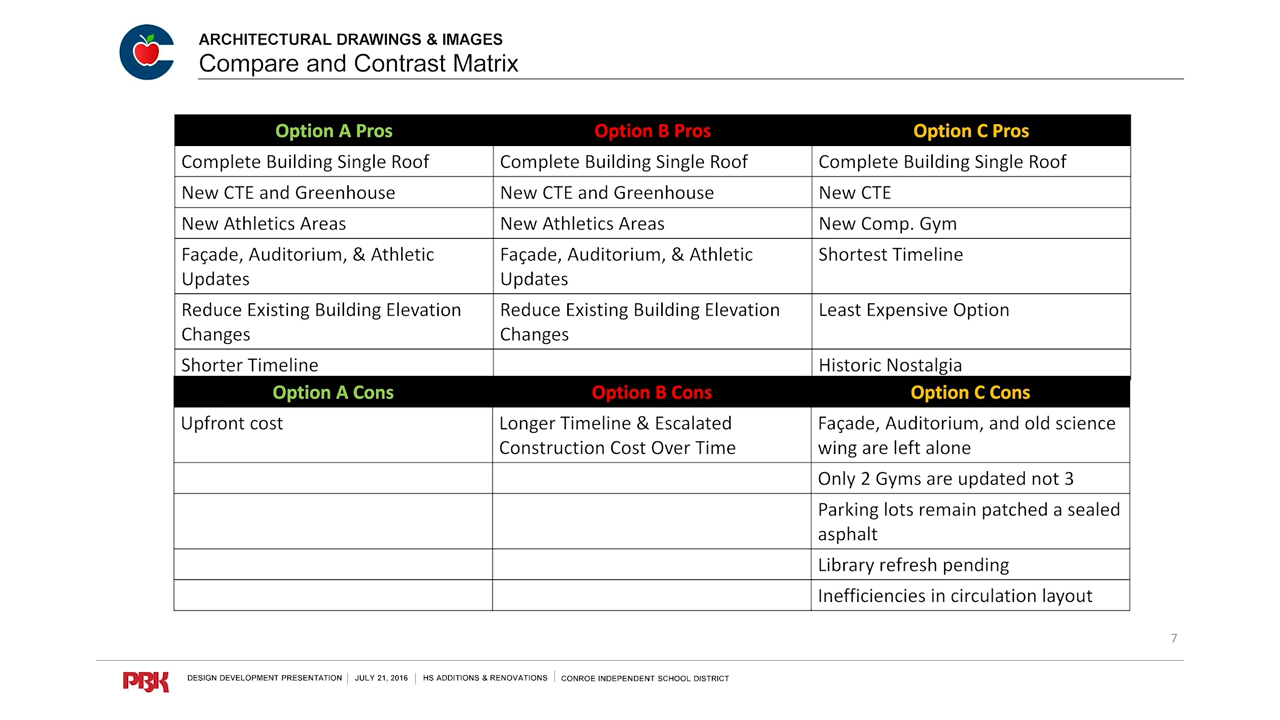 ARCHITECTURAL DRAWINGS & IMAGES
Compare and Contrast Matrix
Option A Pros Option B Pros Option C Pros
Complete Building Single Roof Complete Building Single Roof Complete Building Single Roof
New CTE and Greenhouse New CTE and Greenhouse New CTE
New Athletics Areas New Athletics Areas New Comp. Gym
Façade, Auditorium, & Athletic Façade, Auditorium, & Athletic Shortest Timeline
Updates Updates
Reduce Existing Building Elevation Reduce Existing Building Elevation Least Expensive Option
Changes Changes
Shorter Timeline Historic Nostalgia
Option A Cons Option B Cons Option C Cons
Upfront cost Longer Timeline & Escalated Façade, Auditorium, and old science
Construction Cost Over Time wing are left alone
Only 2 Gyms are updated not 3
Parking lots remain patched a sealed
asphalt
Library refresh pending
Inefficiencies in circulation layout
7
PBK DESIGN DEVELOPMENT PRESENTATION JULY 21, 2016 HS ADDITIONS & RENOVATIONS CONROE INDEPENDENT SCHOOL DISTRICT